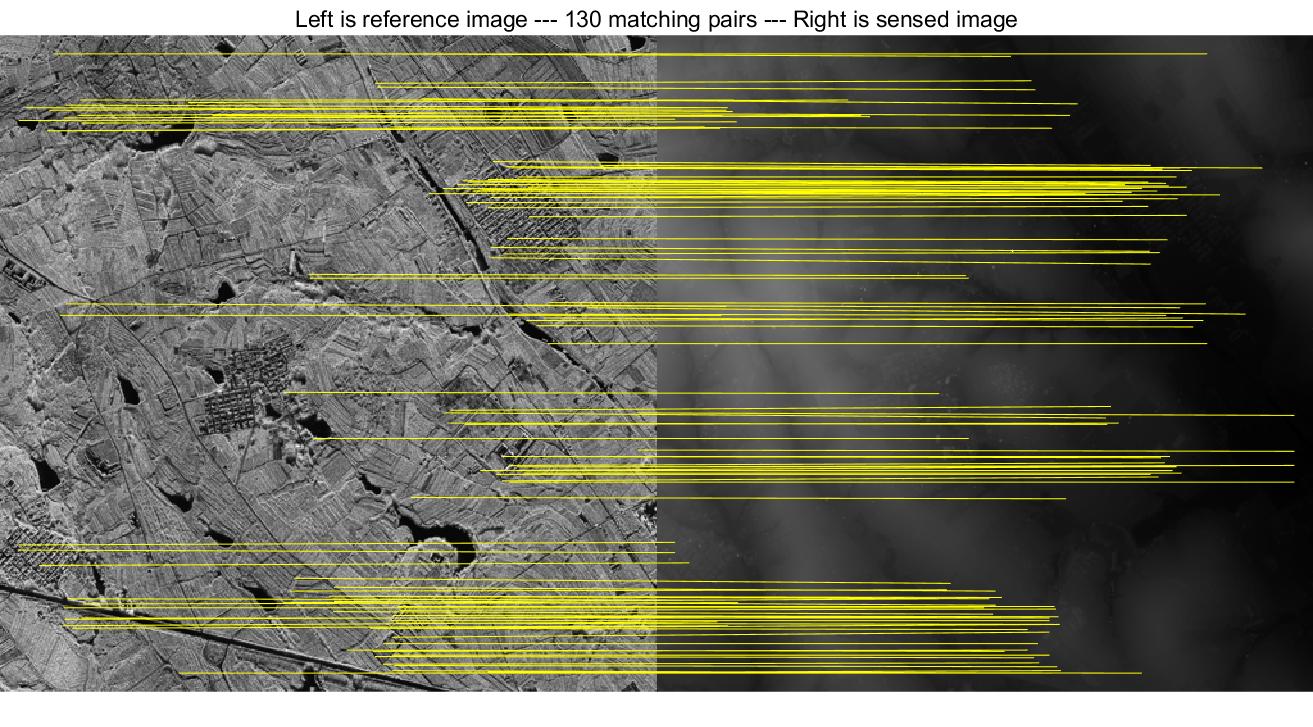 Left is reference image --- 130 matching pairs --- Right is sensed image